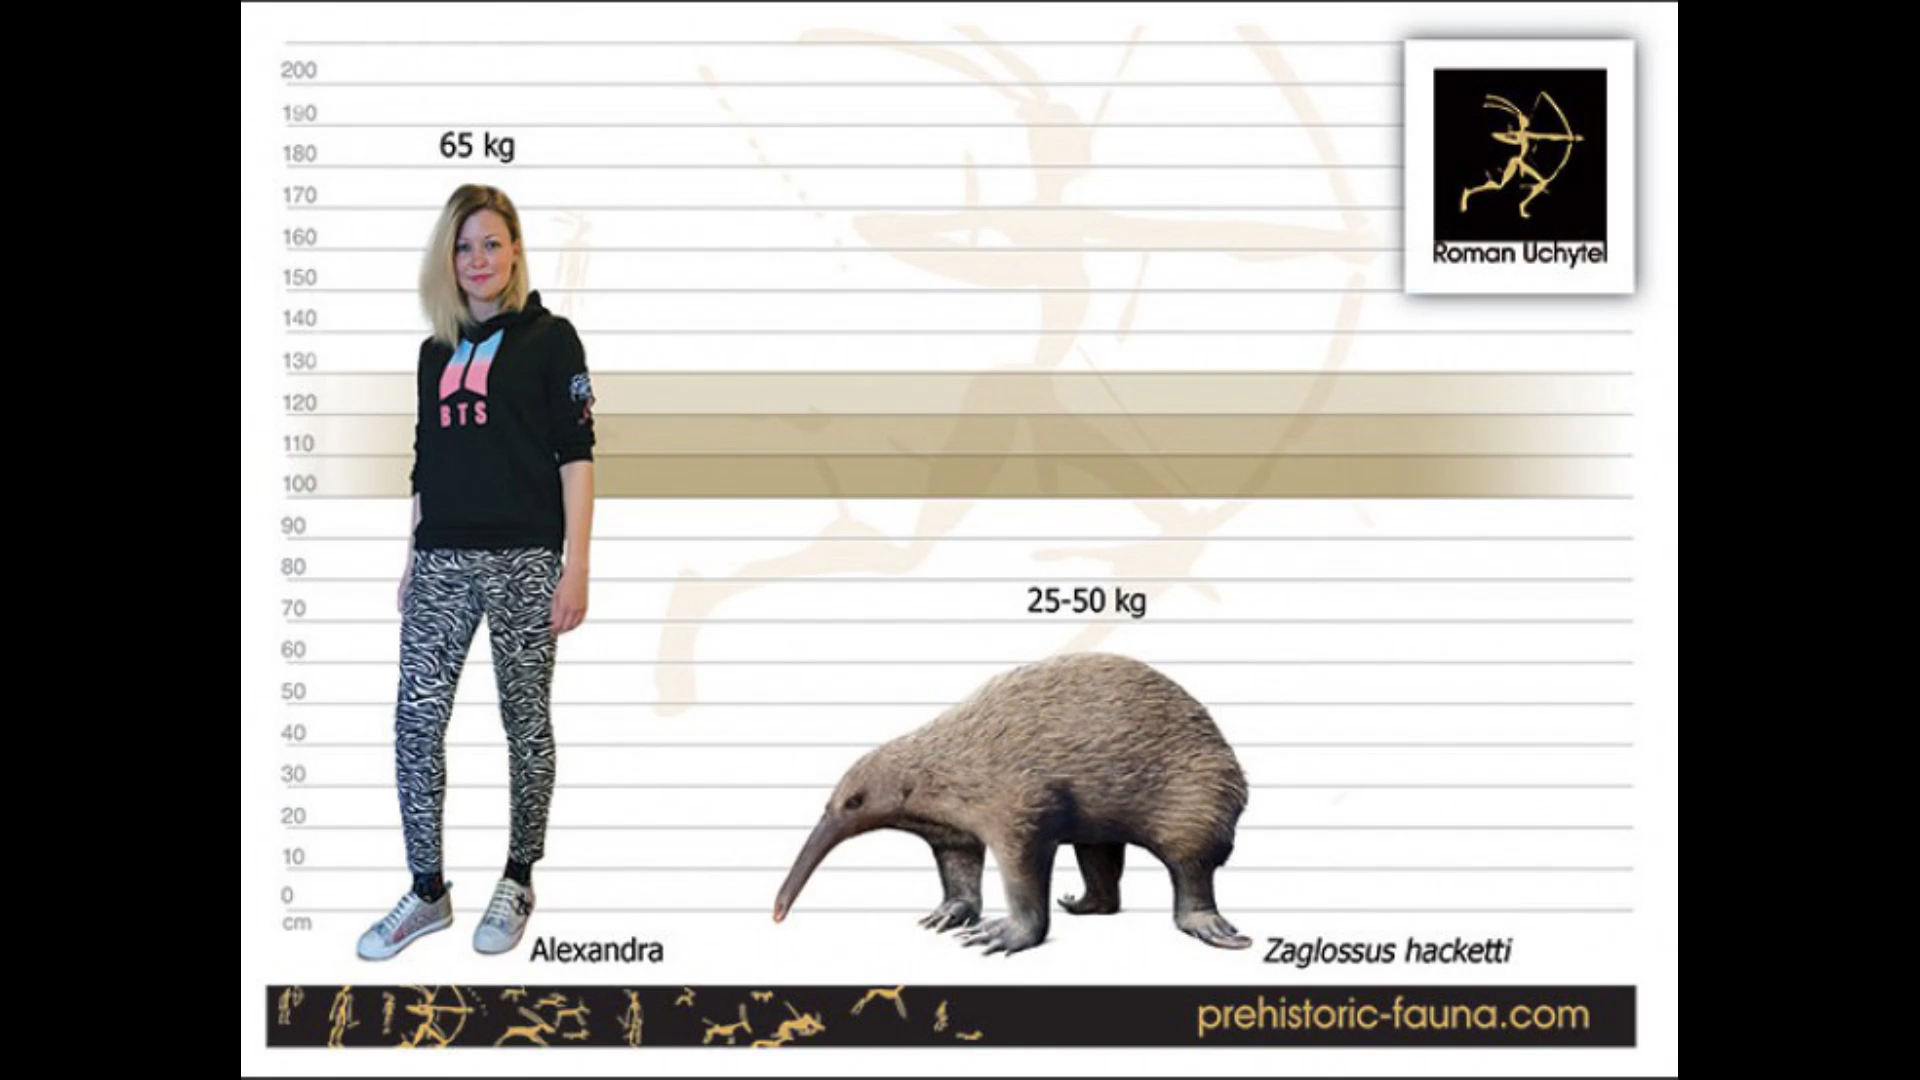 200
190
180
170
160
150
140
130
120
110
100
90
80
70
60
50
40
30
20
10
0
cm
65 kg
BTS
Roman Uchytel
25-50 kg
Alexandra
Zaglossus hacketti
prehistoric-fauna.com